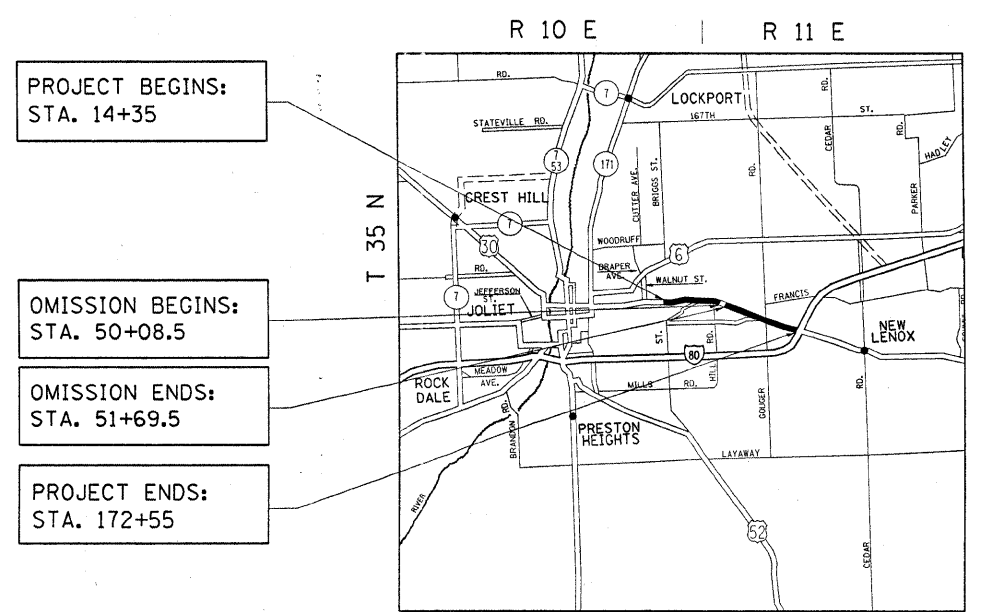 R 10 E | R 11 E
PROJECT BEGINS:
STA. 14+35
OMISSION BEGINS:
STA. 50+08.5
OMISSION ENDS:
STA. 51+69.5
PROJECT ENDS:
STA. 172+55
T 35 N
RD.
7
LOCKPORT
167TH
ST.
STATEVILLE RD.
7
53
171
CUTTER AVE.
BRIGGS ST.
RD.
CEDAR
RD.
RD.
HADLEY
PARKER
CREST HILL
7
30
WOODRUFF
6
DRAPER
AVE.
WALNUT ST.
RD.
7
JEFFERSON
ST.
JOLIET
FRANCIS
NEW
LENOX
ST.
RD.
80
HILL
MEADOW
AVE.
ROCK
DALE
MILLS RD.
GOUGER
RD.
BRANDON RD.
PRESTON
HEIGHTS
LAYAWAY
RIVER
52
CEDAR